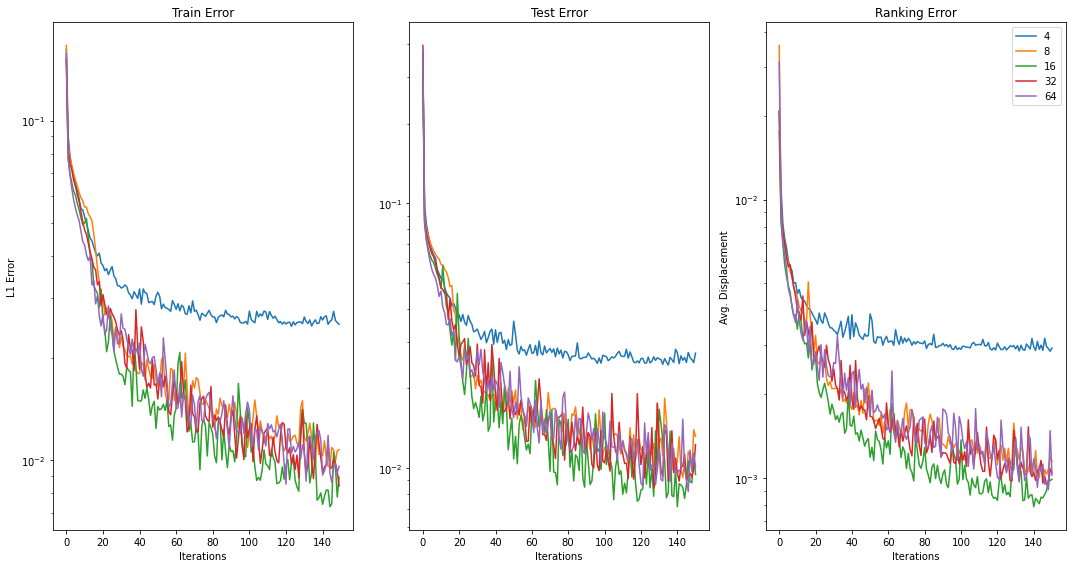 Train Error
Test Error
Ranking Error
4
8
16
32
64
L1 Error
10⁻¹
10⁻²
0 20 40 60 80 100 120 140
Iterations
10⁻¹
10⁻²
0 20 40 60 80 100 120 140
Iterations
Avg. Displacement
10⁻²
10⁻³
0 20 40 60 80 100 120 140
Iterations